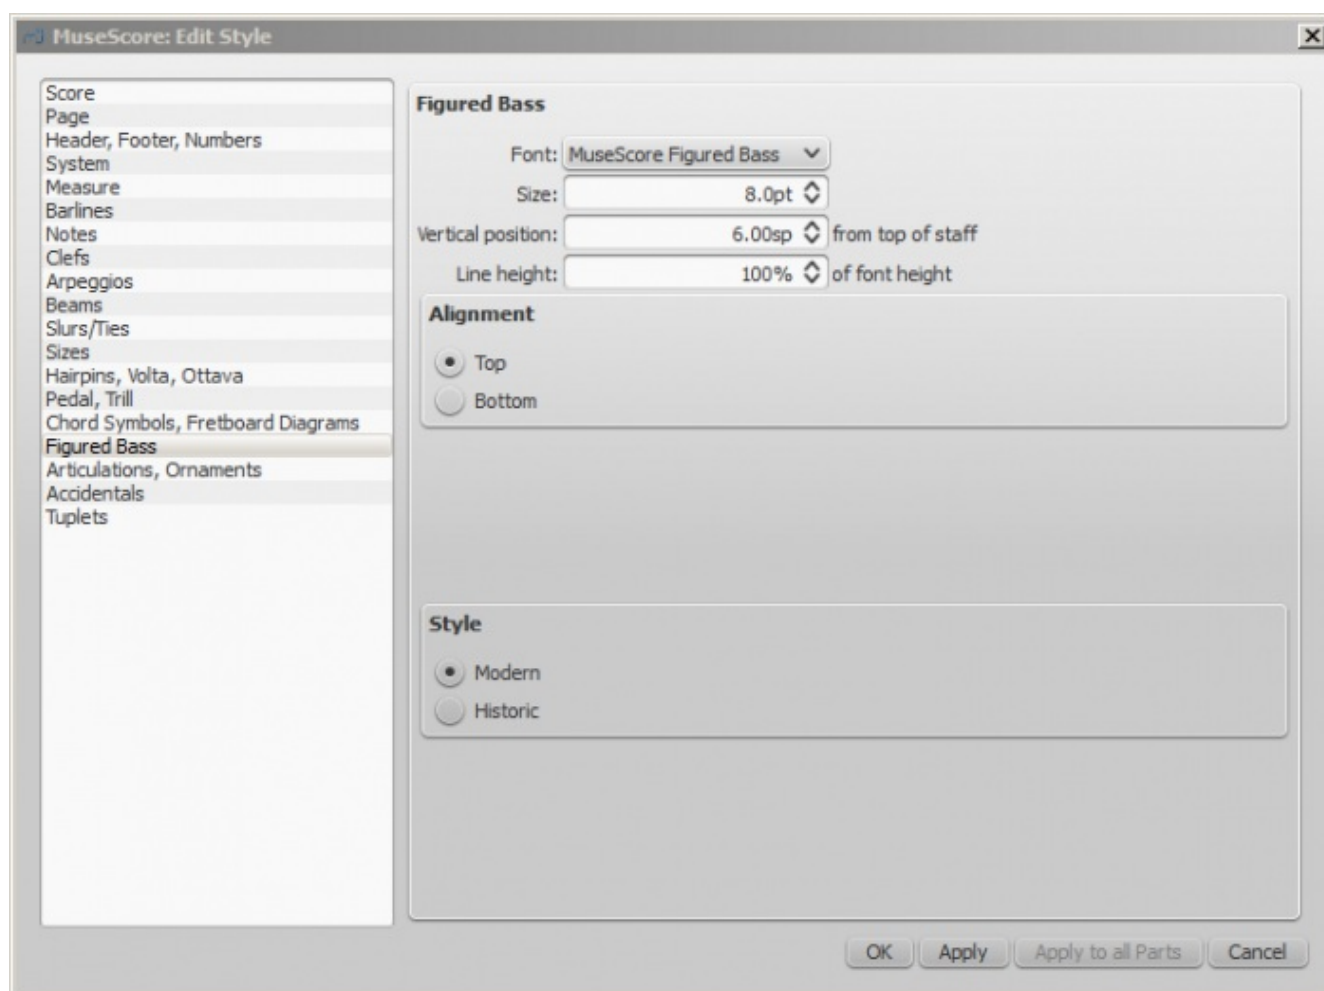 MuseScore: Edit Style
Score
Page
Header, Footer, Numbers
System
Measure
Barlines
Notes
Clefs
Arpeggios
Beams
Slurs/Ties
Sizes
Hairpins, Volta, Ottava
Pedal, Trill
Chord Symbols, Fretboard Diagrams
Figured Bass
Articulations, Ornaments
Accidentals
Tuplets
Figured Bass
Font: MuseScore Figured Bass
Size: 8.0pt
Vertical position: 6.00sp from top of staff
Line height: 100% of font height
Alignment
Top
Bottom
Style
Modern
Historic
OK Apply Apply to all Parts Cancel